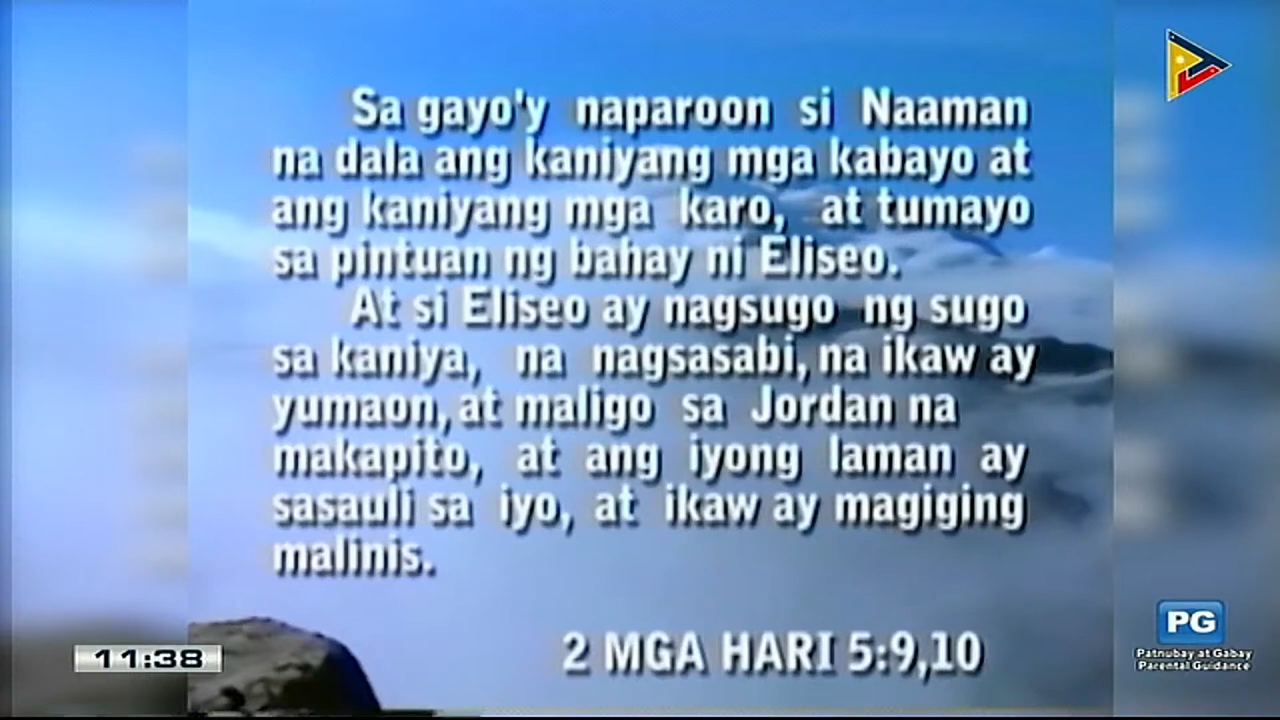 Sa gayo'y naparoon si Naaman
na dala ang kaniyang mga kabayo at
ang kaniyang mga karo, at tumayo
sa pintuan ng bahay ni Eliseo.
At si Eliseo ay nagsugo ng sugo
sa kaniya, na nagsasabi, na ikaw ay
yumaon, at maligo sa Jordan na
makapito, at ang iyong laman ay
sasauli sa iyo, at ikaw ay magiging
malinis.
2 MGA HARI 5:9,10
11:38
PG
Patnubay at Gabay
Parental Guidance